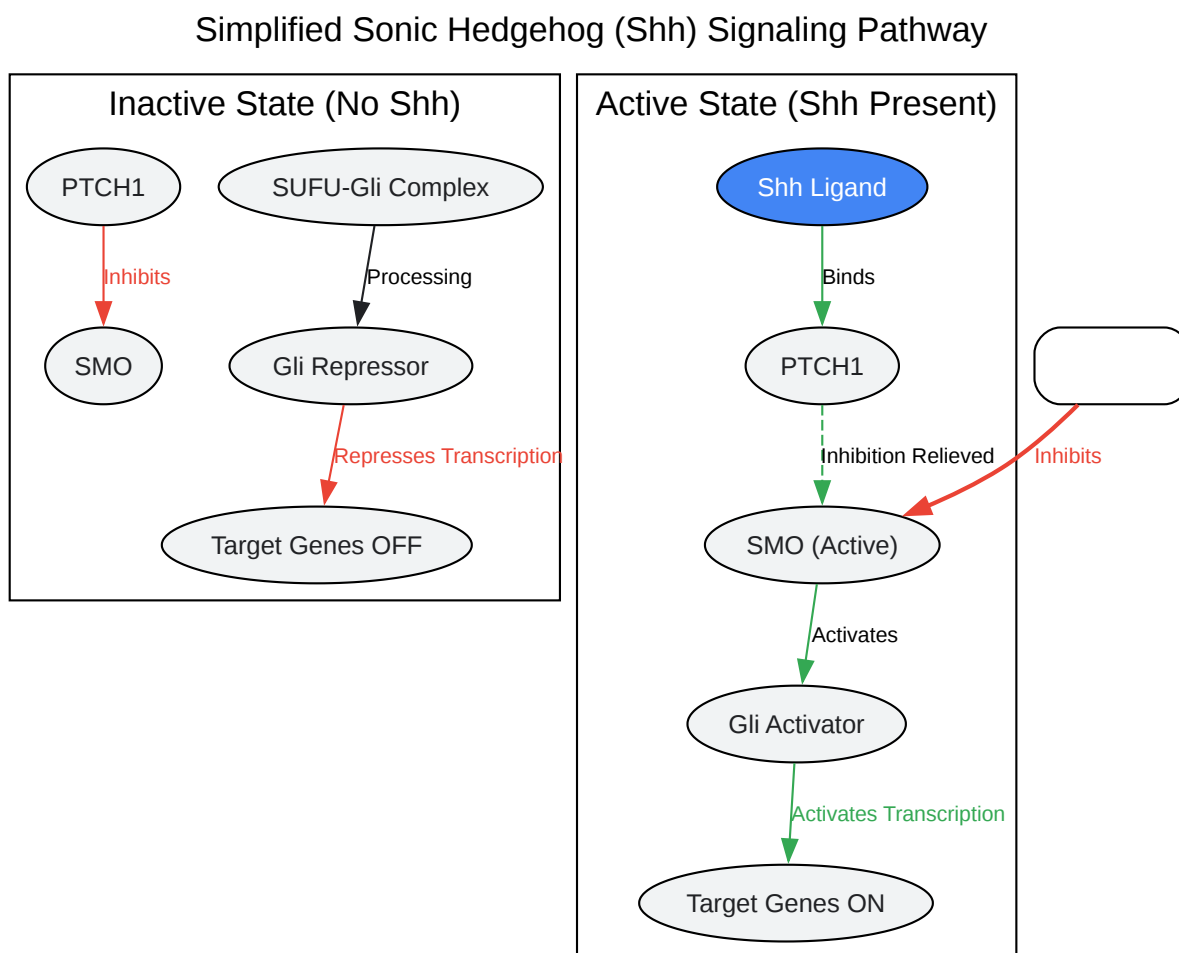 Simplified Sonic Hedgehog (Shh) Signaling Pathway
Inactive State (No Shh)
PTCH1
SUFU-Gli Complex
Inhibits
Processing
SMO
Gli Repressor
Represses Transcription
Target Genes OFF
Active State (Shh Present)
Shh Ligand
Binds
PTCH1
Inhibition Relieved
Inhibits
SMO (Active)
Activates
Gli Activator
Activates Transcription
Target Genes ON